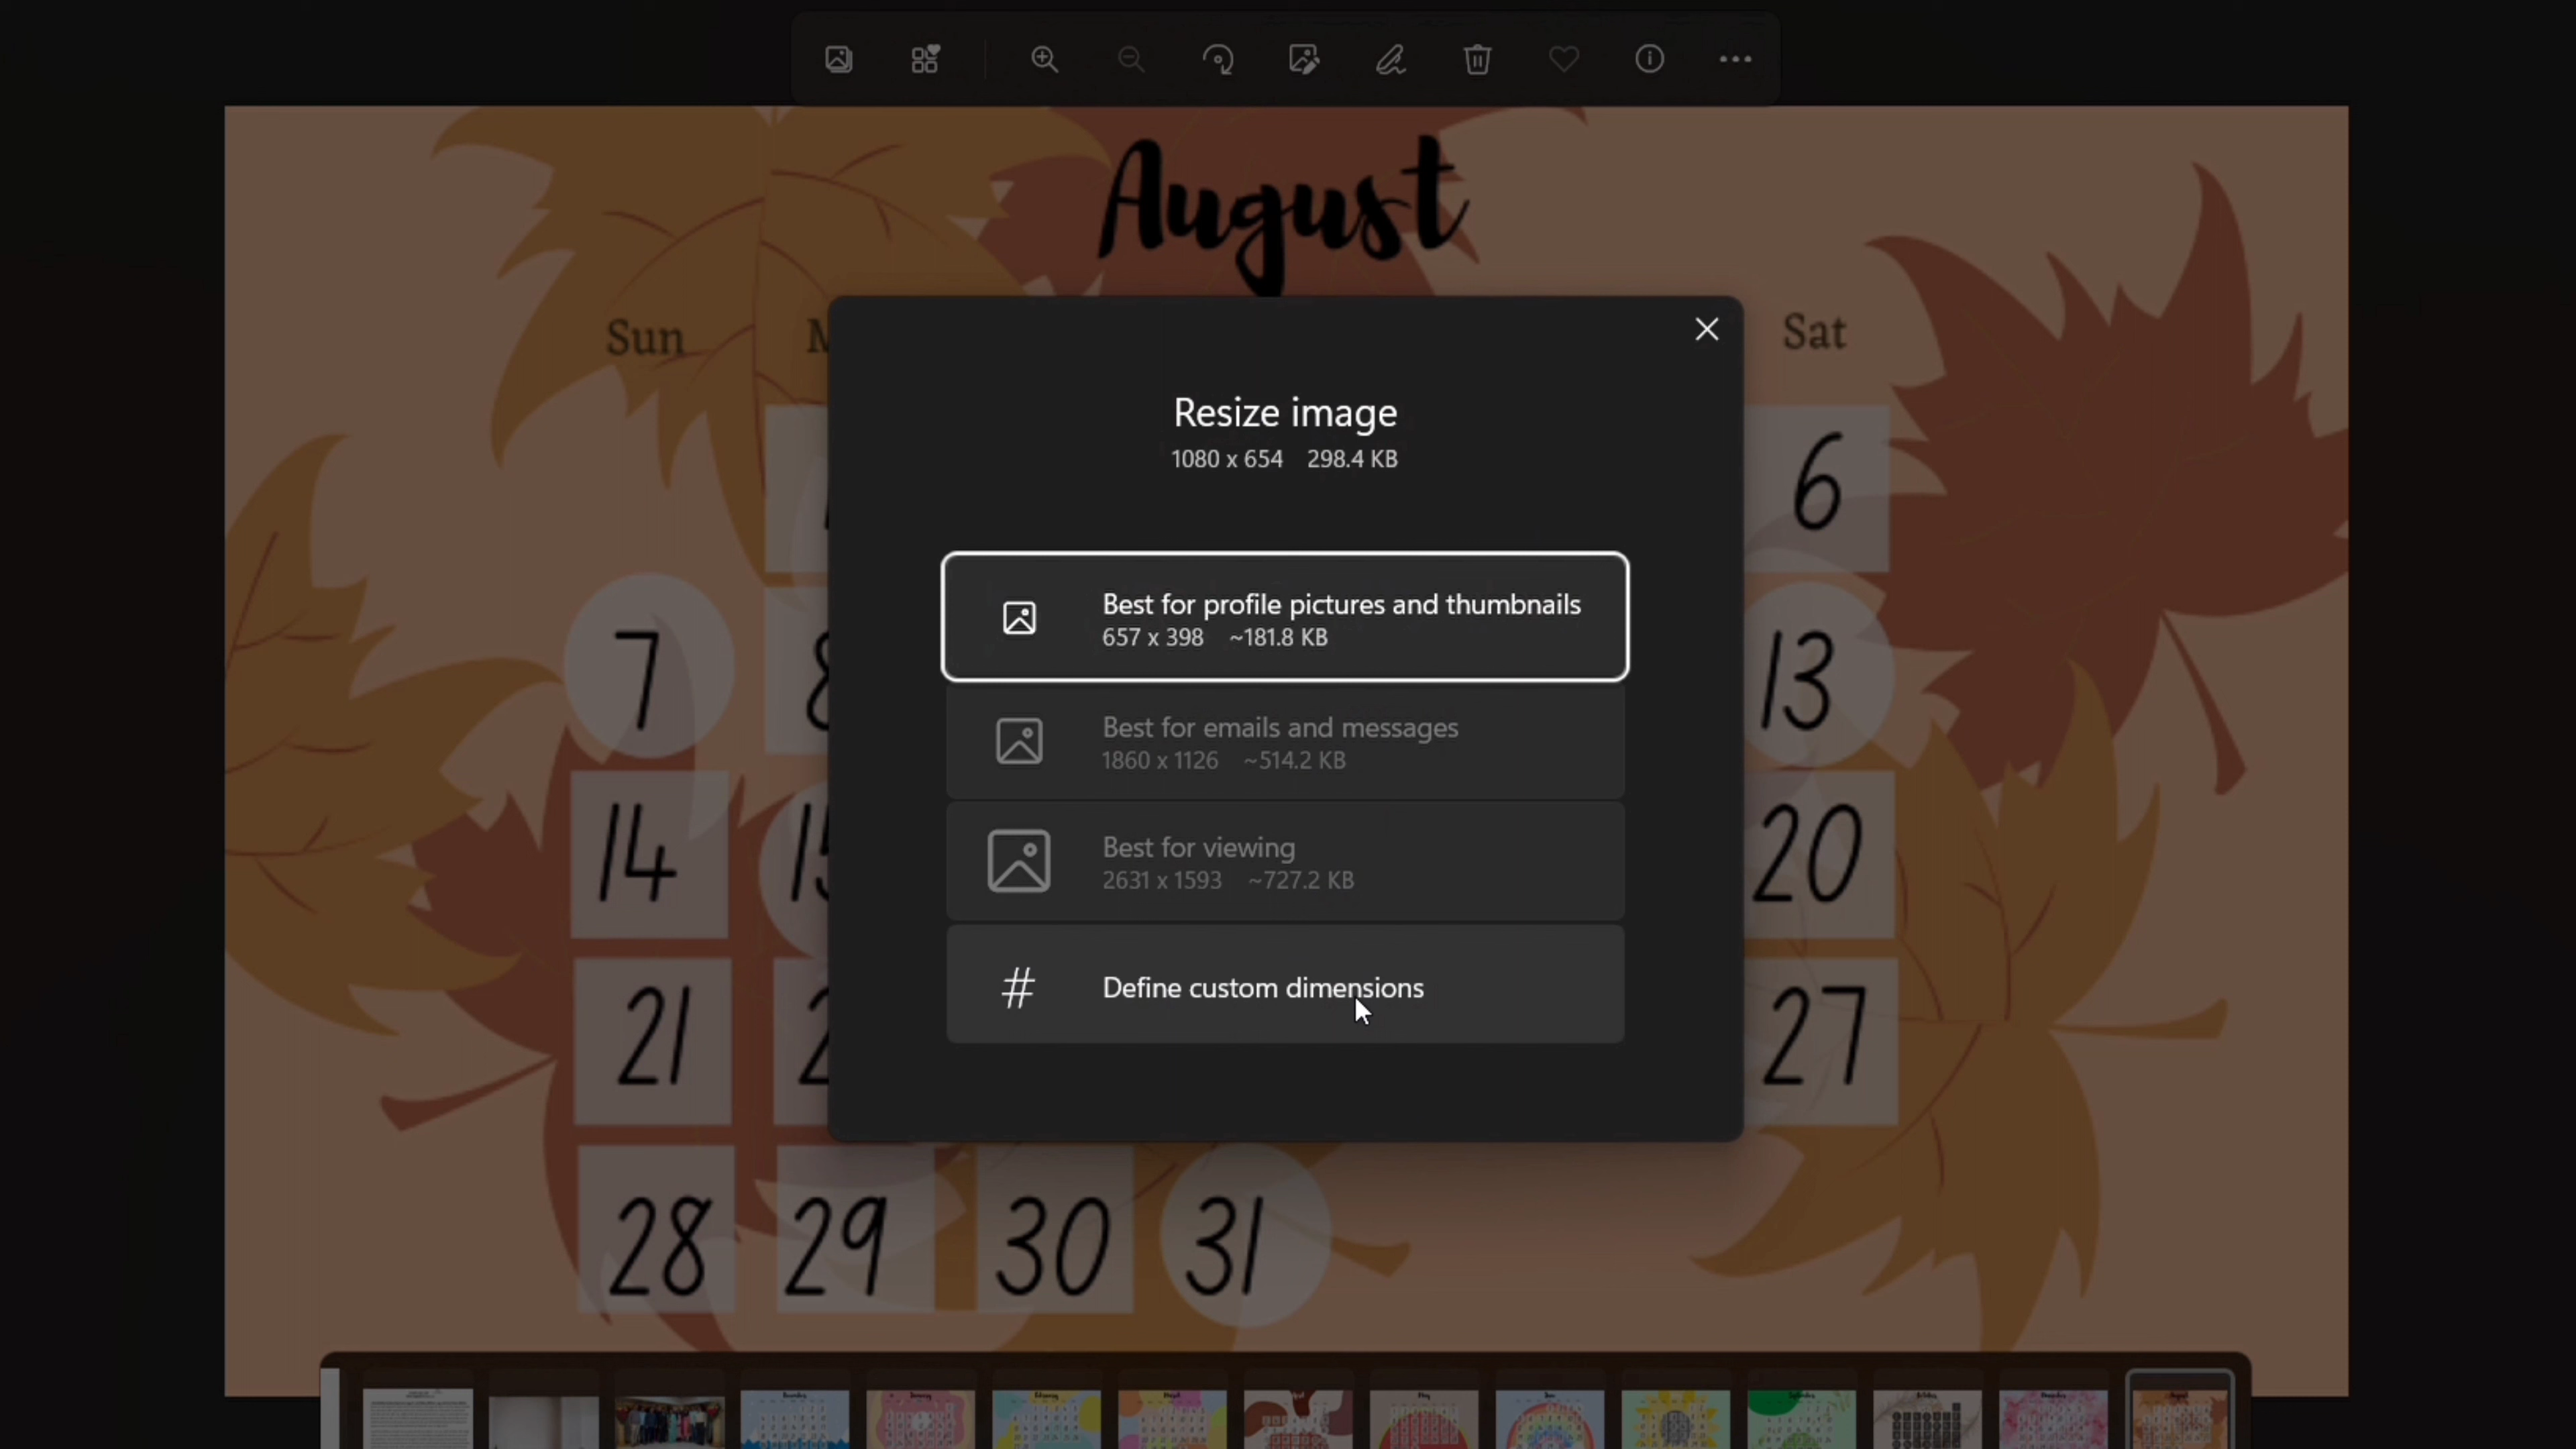 August
Sun
Sat
Resize image
1080 x 654 298.4 KB
Best for profile pictures and thumbnails
657 x 398 ~181.8 KB
Best for emails and messages
1860 x 1126 ~514.2 KB
Best for viewing
2631 x 1593 ~727.2 KB
# Define custom dimensions
6
7
13
14
20
21
27
28 29 30 31